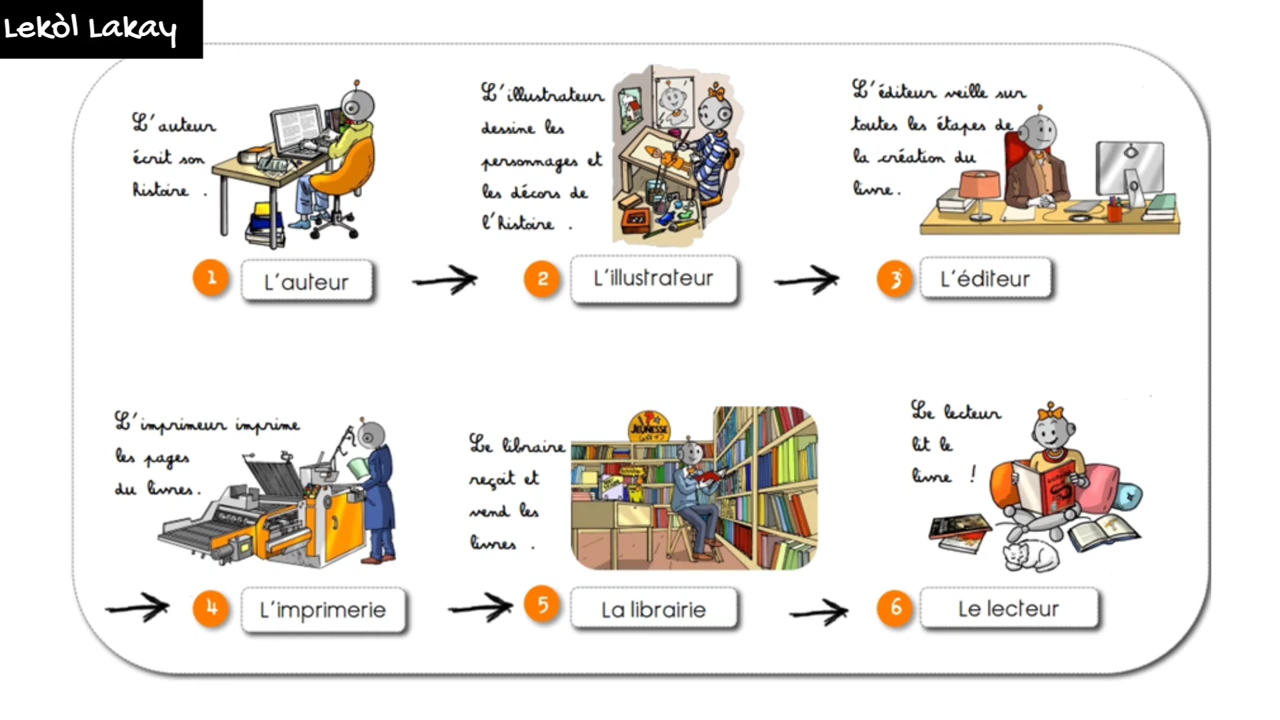 Lekòl Lakay
L'auteur
écrit son
histoire .
L'illustrateur
dessine les
personnages et
les décors de
l'histoire .
L'éditeur veille sur
toutes les étapes de
la création du
livre .
1 L'auteur
2 L'illustrateur
3 L'éditeur
L'imprimeur imprime
les pages
du livres .
Le libraire
reçoit et
vend les
livres .
JEUNESSE
Le lecteur
lit le
livre !
4 L'imprimerie
5 La librairie
6 Le lecteur